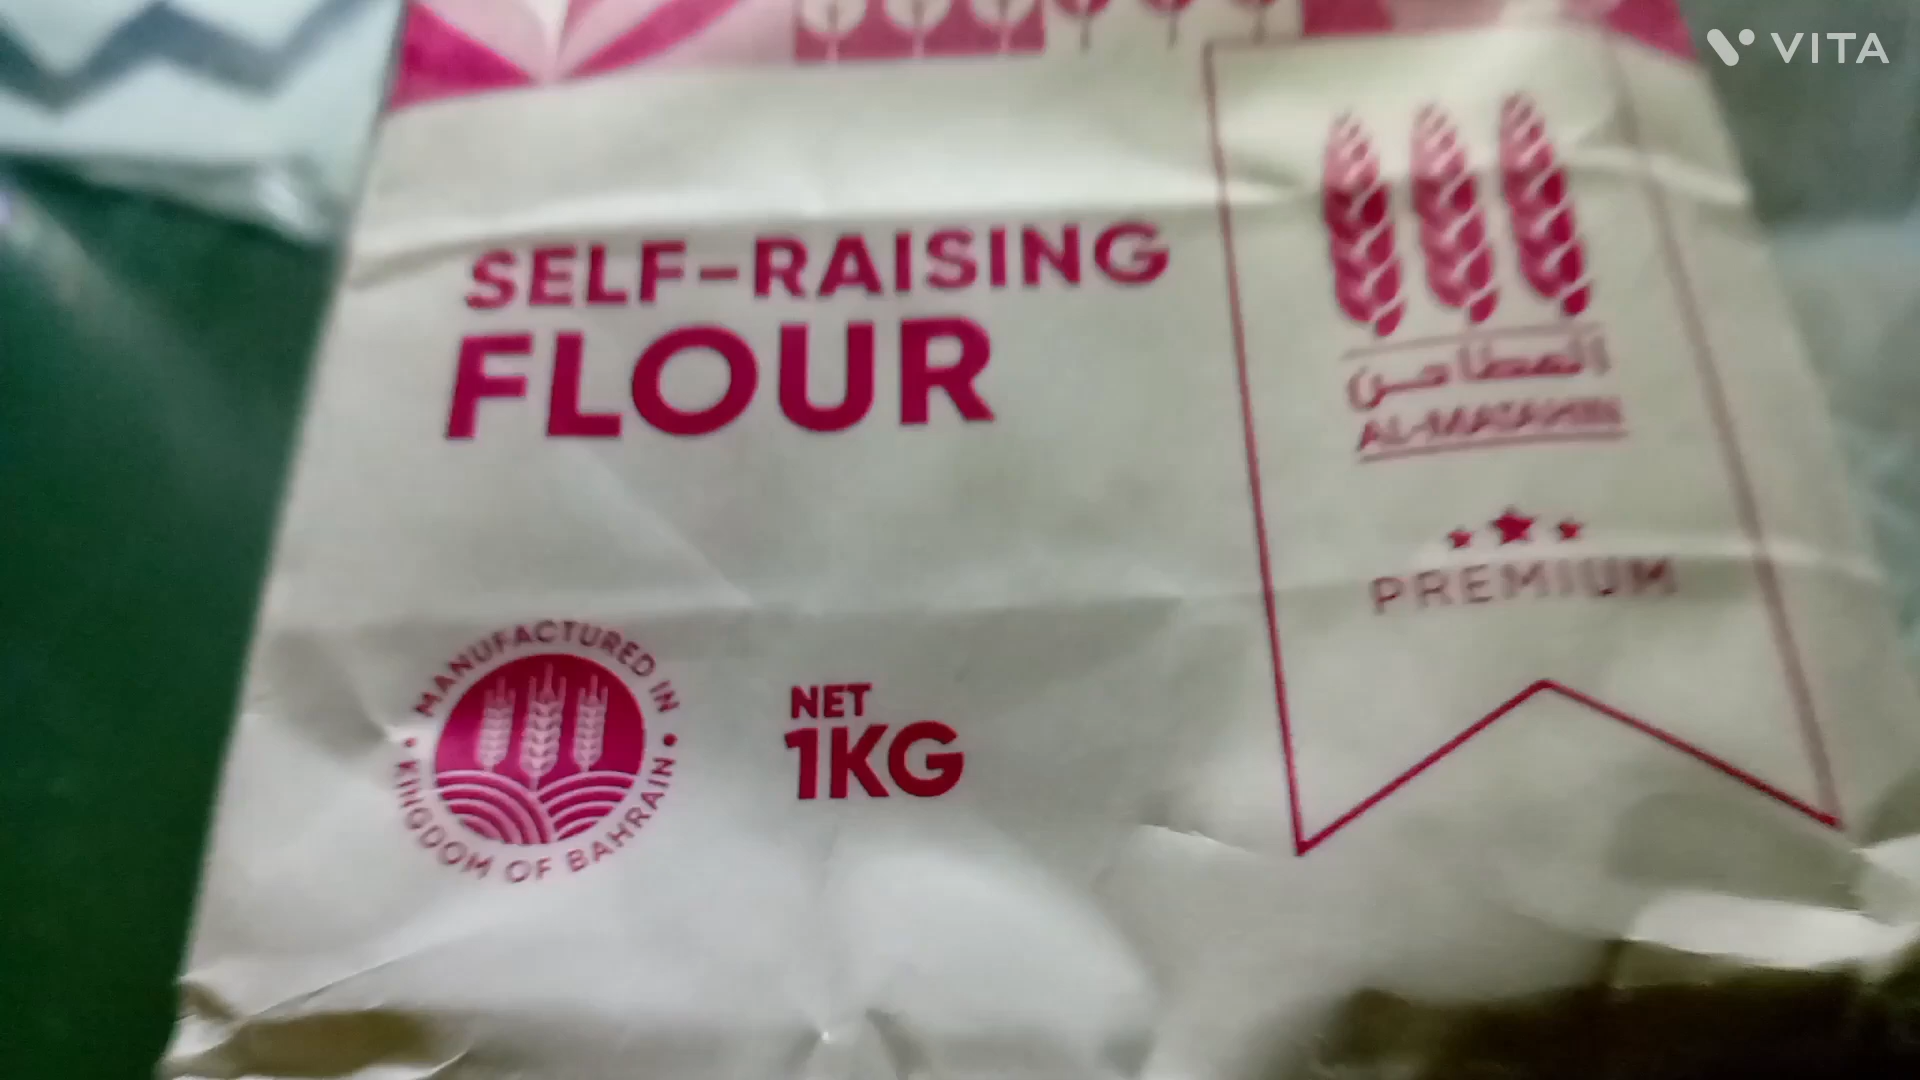 VITA
SELF-RAISING
FLOUR
المطاحن
AL-MATAHIN
PREMIUM
MANUFACTURED IN
• KINGDOM OF BAHRAIN •
NET
1KG